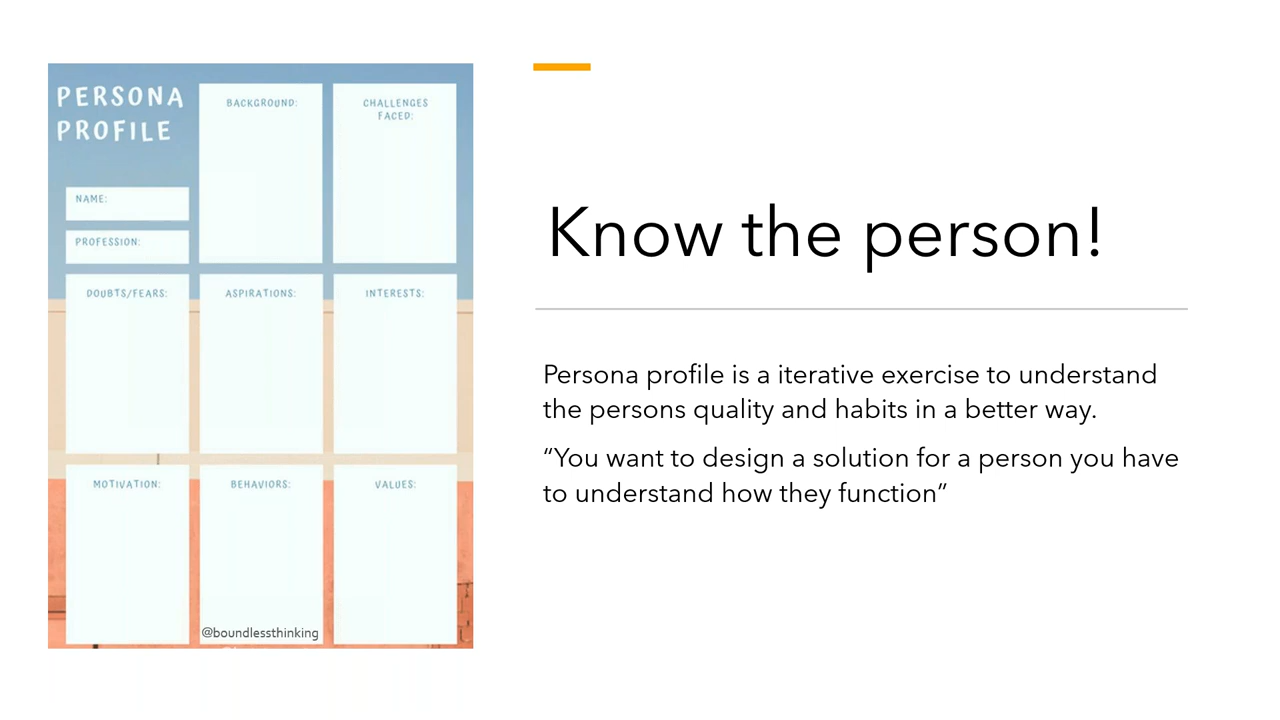 PERSONA
PROFILE
NAME:
PROFESSION:
BACKGROUND:
CHALLENGES
FACED:
DOUBTS/FEARS:
ASPIRATIONS:
INTERESTS:
MOTIVATION:
BEHAVIORS:
VALUES:
@boundlessthinking
Know the person!
Persona profile is a iterative exercise to understand
the persons quality and habits in a better way.
“You want to design a solution for a person you have
to understand how they function”